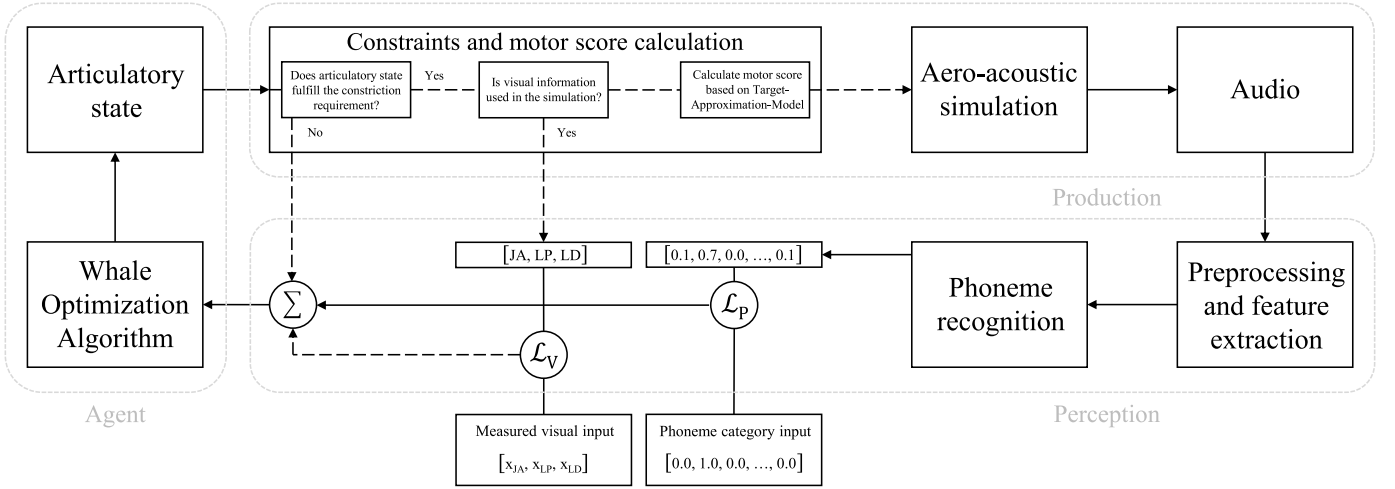 Articulatory
state
Constraints and motor score calculation
Does articulatory state
fulfill the constriction
requirement?
Yes
No
Is visual information
used in the simulation?
Yes
Calculate motor score
based on Target-
Approximation-Model
Aero-acoustic
simulation
Audio
Production
Whale
Optimization
Algorithm
Agent
∑
[JA, LP, LD]
[0.1, 0.7, 0.0, ..., 0.1]
ℒP
ℒV
Phoneme
recognition
Preprocessing
and feature
extraction
Perception
Measured visual input
[xJA, xLP, xLD]
Phoneme category input
[0.0, 1.0, 0.0, ..., 0.0]